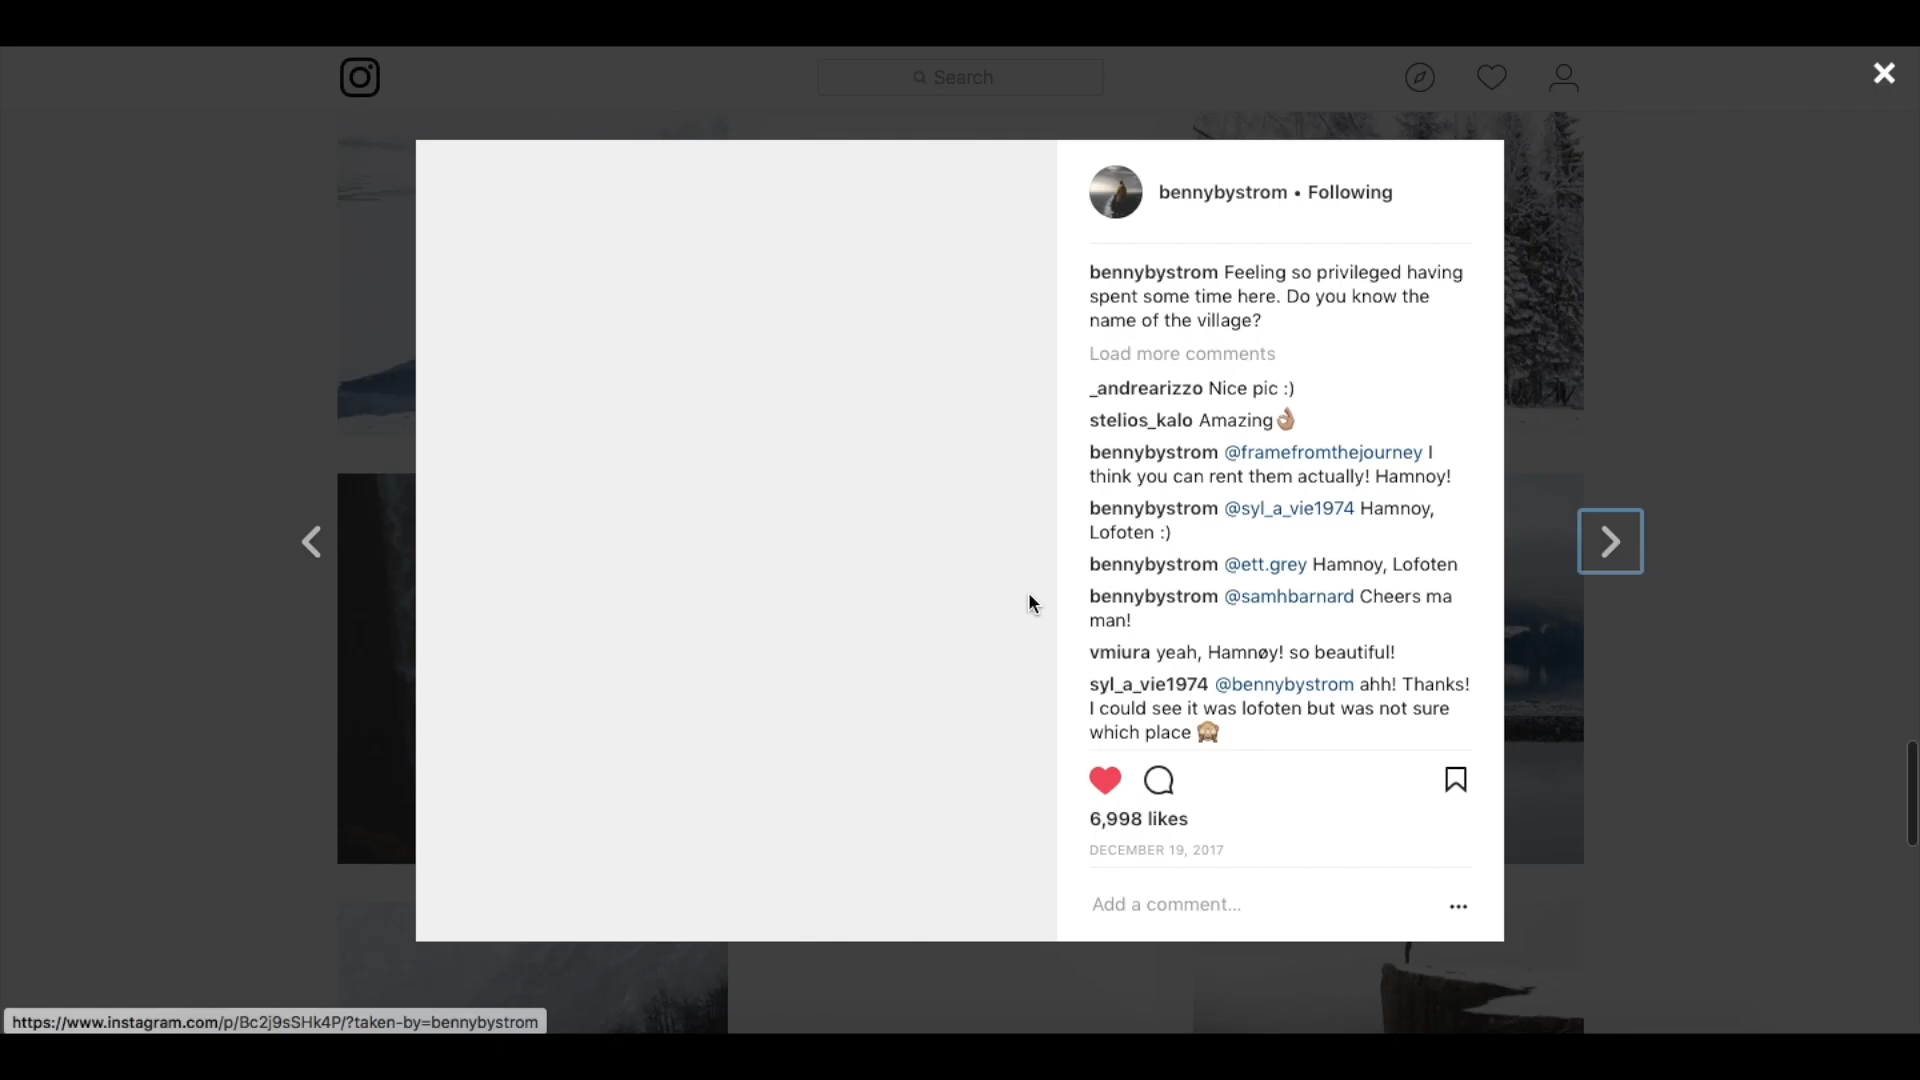 Search
bennybystrom • Following
bennybystrom Feeling so privileged having
spent some time here. Do you know the
name of the village?
Load more comments
_andrearizzo Nice pic :)
stelios_kalo Amazing👌🏽
bennybystrom @framefromthejourney I
think you can rent them actually! Hamnoy!
bennybystrom @syl_a_vie1974 Hamnoy,
Lofoten :)
bennybystrom @ett.grey Hamnoy, Lofoten
bennybystrom @samhbarnard Cheers ma
man!
vmiura yeah, Hamnøy! so beautiful!
syl_a_vie1974 @bennybystrom ahh! Thanks!
I could see it was lofoten but was not sure
which place 🙈
6,998 likes
DECEMBER 19, 2017
Add a comment...
https://www.instagram.com/p/Bc2j9sSHk4P/?taken-by=bennybystrom